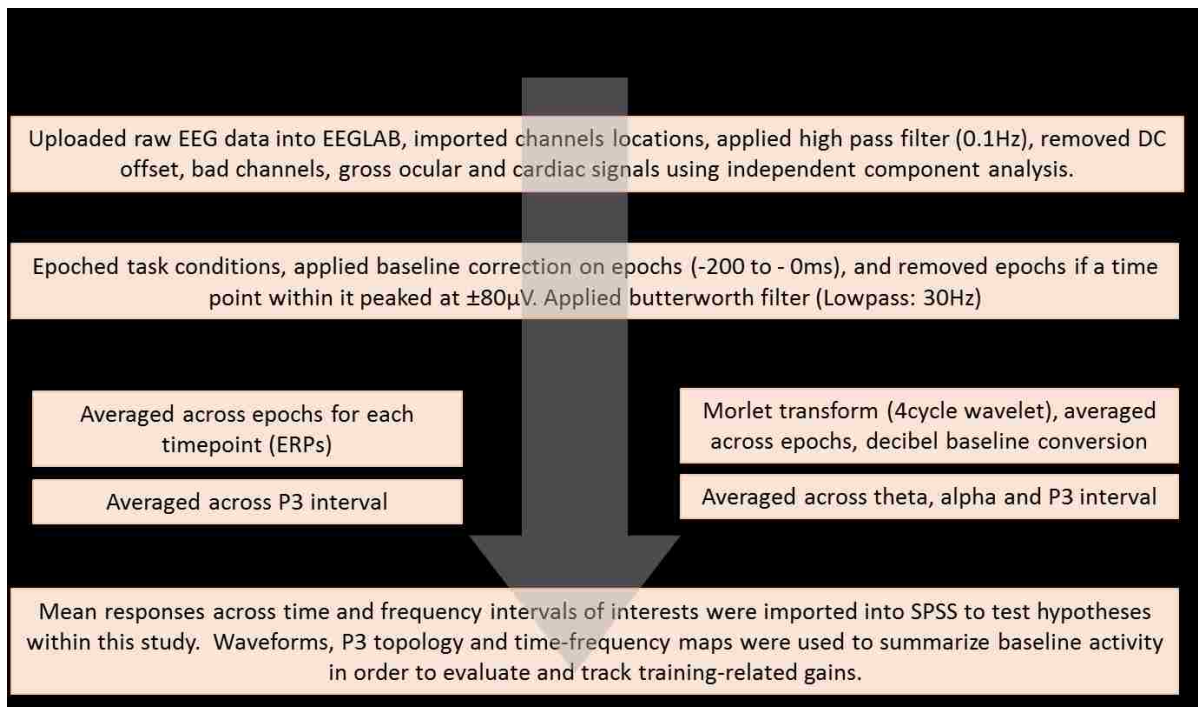 Uploaded raw EEG data into EEGLAB, imported channels locations, applied high pass filter (0.1Hz), removed DC
offset, bad channels, gross ocular and cardiac signals using independent component analysis.
Epoched task conditions, applied baseline correction on epochs (-200 to - 0ms), and removed epochs if a time
point within it peaked at ±80µV. Applied butterworth filter (Lowpass: 30Hz)
Averaged across epochs for each
timepoint (ERPs)
Averaged across P3 interval
Morlet transform (4cycle wavelet), averaged
across epochs, decibel baseline conversion
Averaged across theta, alpha and P3 interval
Mean responses across time and frequency intervals of interests were imported into SPSS to test hypotheses
within this study.  Waveforms, P3 topology and time-frequency maps were used to summarize baseline activity
in order to evaluate and track training-related gains.